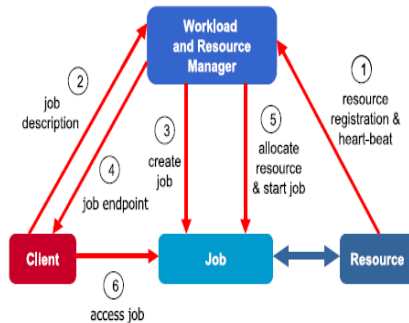 Workload
and Resource
Manager
1
resource
registration &
heart-beat
2
job
description
3
create
job
4
job endpoint
5
allocate
resource
& start job
Client
Job
Resource
6
access job